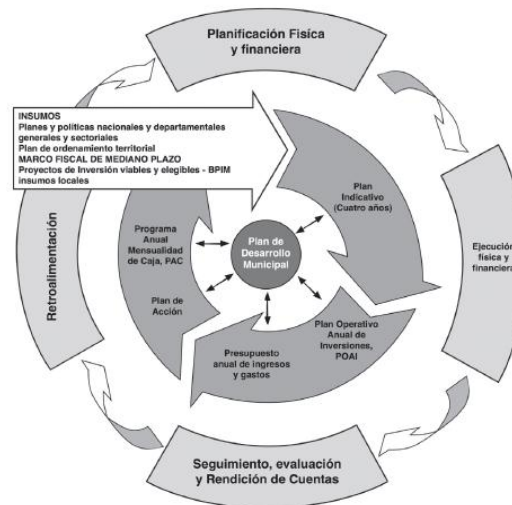 Planificación Física
y financiera
INSUMOS
Planes y políticas nacionales y departamentales
generales y sectoriales
Plan de ordenamiento territorial
MARCO FISCAL DE MEDIANO PLAZO
Proyectos de Inversión viables y elegibles - BPIM
insumos locales
Plan
Indicativo
(Cuatro años)
Programa
Anual
Mensualidad
de Caja, PAC
Plan de
Desarrollo
Municipal
Ejecución
física y
financiera
Retroalimentación
Plan de
Acción
Plan Operativo
Anual de
Inversiones,
POAI
Presupuesto
anual de ingresos
y gastos
Seguimiento, evaluación
y Rendición de Cuentas